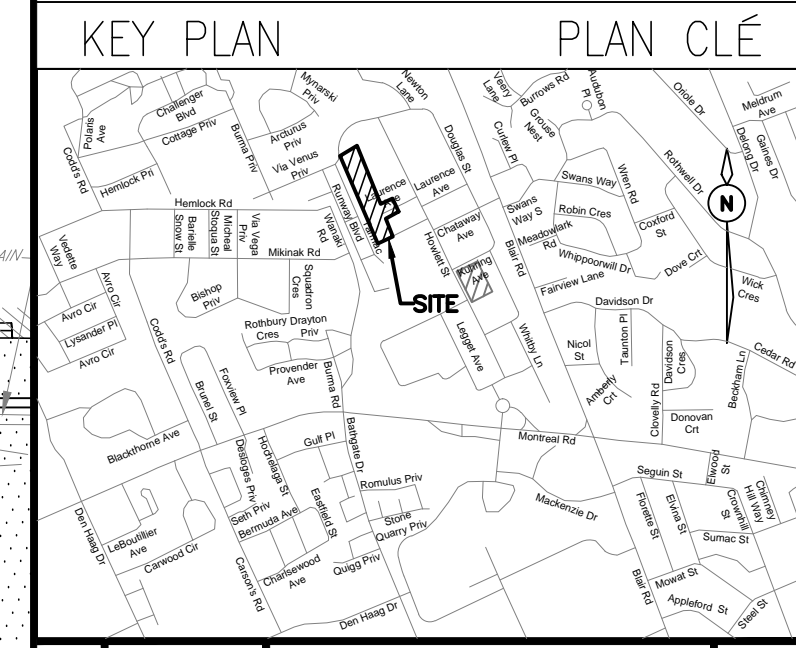 KEY PLAN
PLAN CLÉ
Mynarski
Priv
Newton
Lane
Veery
Lane
Burrows Rd
Audubon
Pl
Oriole Dr
Meldrum
Ave
Polaris
Ave
Challenger
Blvd
Cottage Priv
Burma Priv
Arcturus
Priv
Via Venus
Priv
Douglas St
Curlew Pl
Grouse
Nest
Delong Dr
Gaines Dr
Codd's Rd
Hemlock Pri
Rothwell Dr
Laurence
Laurence
Ave
Swans Way
Wren Rd
N
Hemlock Rd
Runway Blvd
Wanaki
Rd
Swans
Way S
Robin Cres
Coxford
St
Barielle
Snow St
Micheal
Stoqua St
Via Vega
Priv
Chataway
Ave
Meadowlark
Rd
Vedette
Way
Mikinak Rd
Howlett St
Blair Rd
Whippoorwill Dr
Dove Crt
AIN
Kuhring
Ave
Fairview Lane
Wick
Cres
Avro Cir
Bishop
Priv
Squadron
Cres
SITE
Davidson Dr
Avro Cir
Lysander Pl
Avro Cir
Codd's Rd
Rothbury
Cres
Drayton
Priv
Legget Ave
Whitby Ln
Nicol
St
Taunton Pl
Davidson
Cres
Cedar Rd
Provender
Ave
Burma Rd
Brunel St
Foxview Pl
Amberly
Crt
Clovelly Rd
Beckham Ln
Donovan
Crt
Blackthorne Ave
Gulf Pl
Bathgate Dr
Montreal Rd
Desloges Priv
Hochelaga St
Romulus Priv
Seguin St
Elwood
St
Den Haag Dr
Seth Priv
Bermuda Ave
Eastfield St
Stone
Quarry Priv
Mackenzie Dr
Florette St
Elvina St
Crownhill
St
Chimney
Hill Way
LeBoutillier
Ave
Carwood Cir
Sumac St
Carson's Rd
Charlsewood
Ave
Quigg Priv
Blair Rd
Mowat St
Appleford St
Steel St
Den Haag Dr